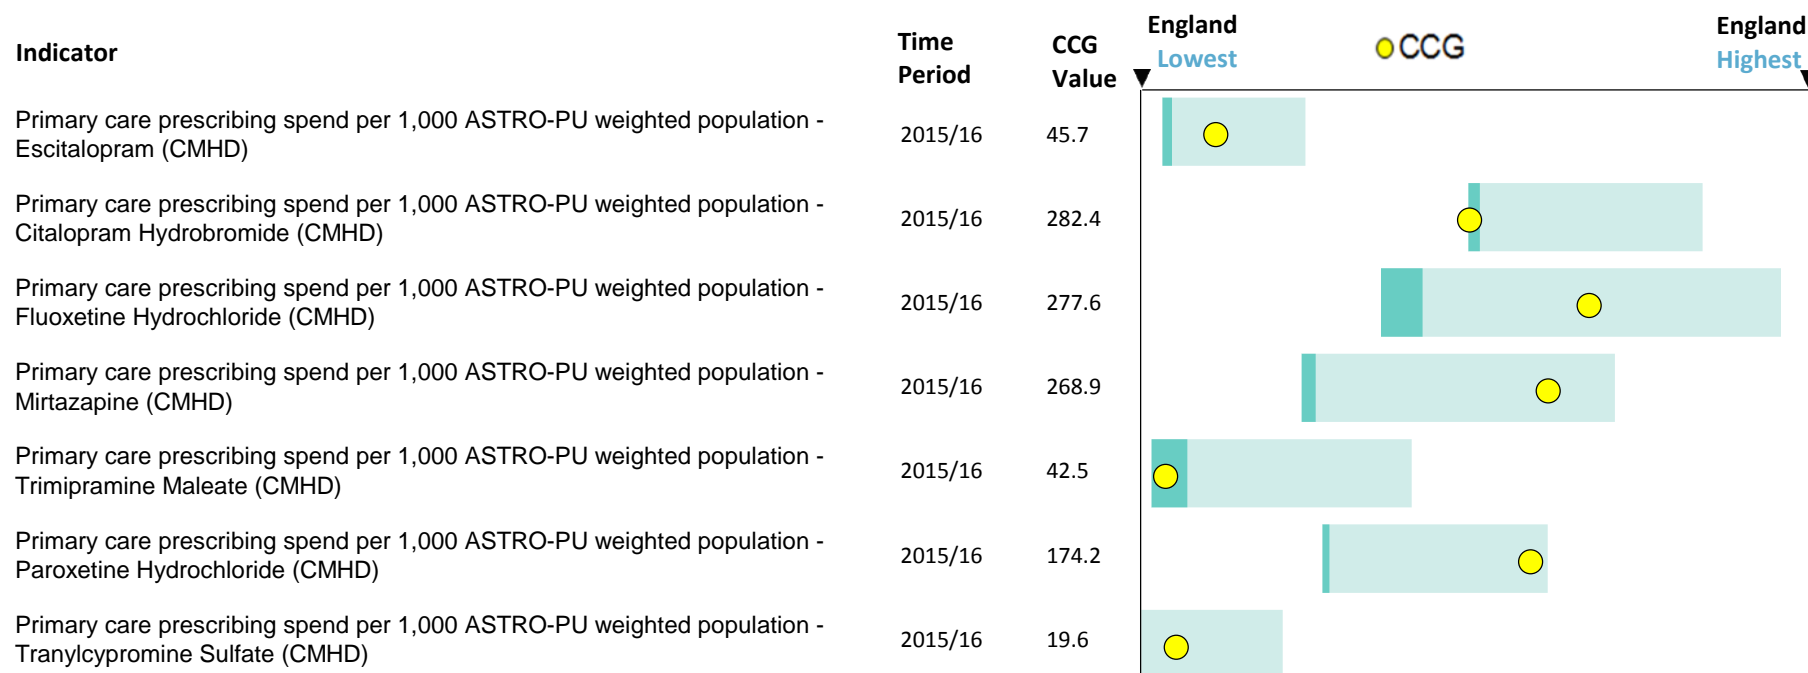 Indicator
Time Period
CCG Value
England Lowest
CCG
England Highest
Primary care prescribing spend per 1,000 ASTRO-PU weighted population -
Escitalopram (CMHD)
2015/16
45.7
Primary care prescribing spend per 1,000 ASTRO-PU weighted population -
Citalopram Hydrobromide (CMHD)
2015/16
282.4
Primary care prescribing spend per 1,000 ASTRO-PU weighted population -
Fluoxetine Hydrochloride (CMHD)
2015/16
277.6
Primary care prescribing spend per 1,000 ASTRO-PU weighted population -
Mirtazapine (CMHD)
2015/16
268.9
Primary care prescribing spend per 1,000 ASTRO-PU weighted population -
Trimipramine Maleate (CMHD)
2015/16
42.5
Primary care prescribing spend per 1,000 ASTRO-PU weighted population -
Paroxetine Hydrochloride (CMHD)
2015/16
174.2
Primary care prescribing spend per 1,000 ASTRO-PU weighted population -
Tranylcypromine Sulfate (CMHD)
2015/16
19.6